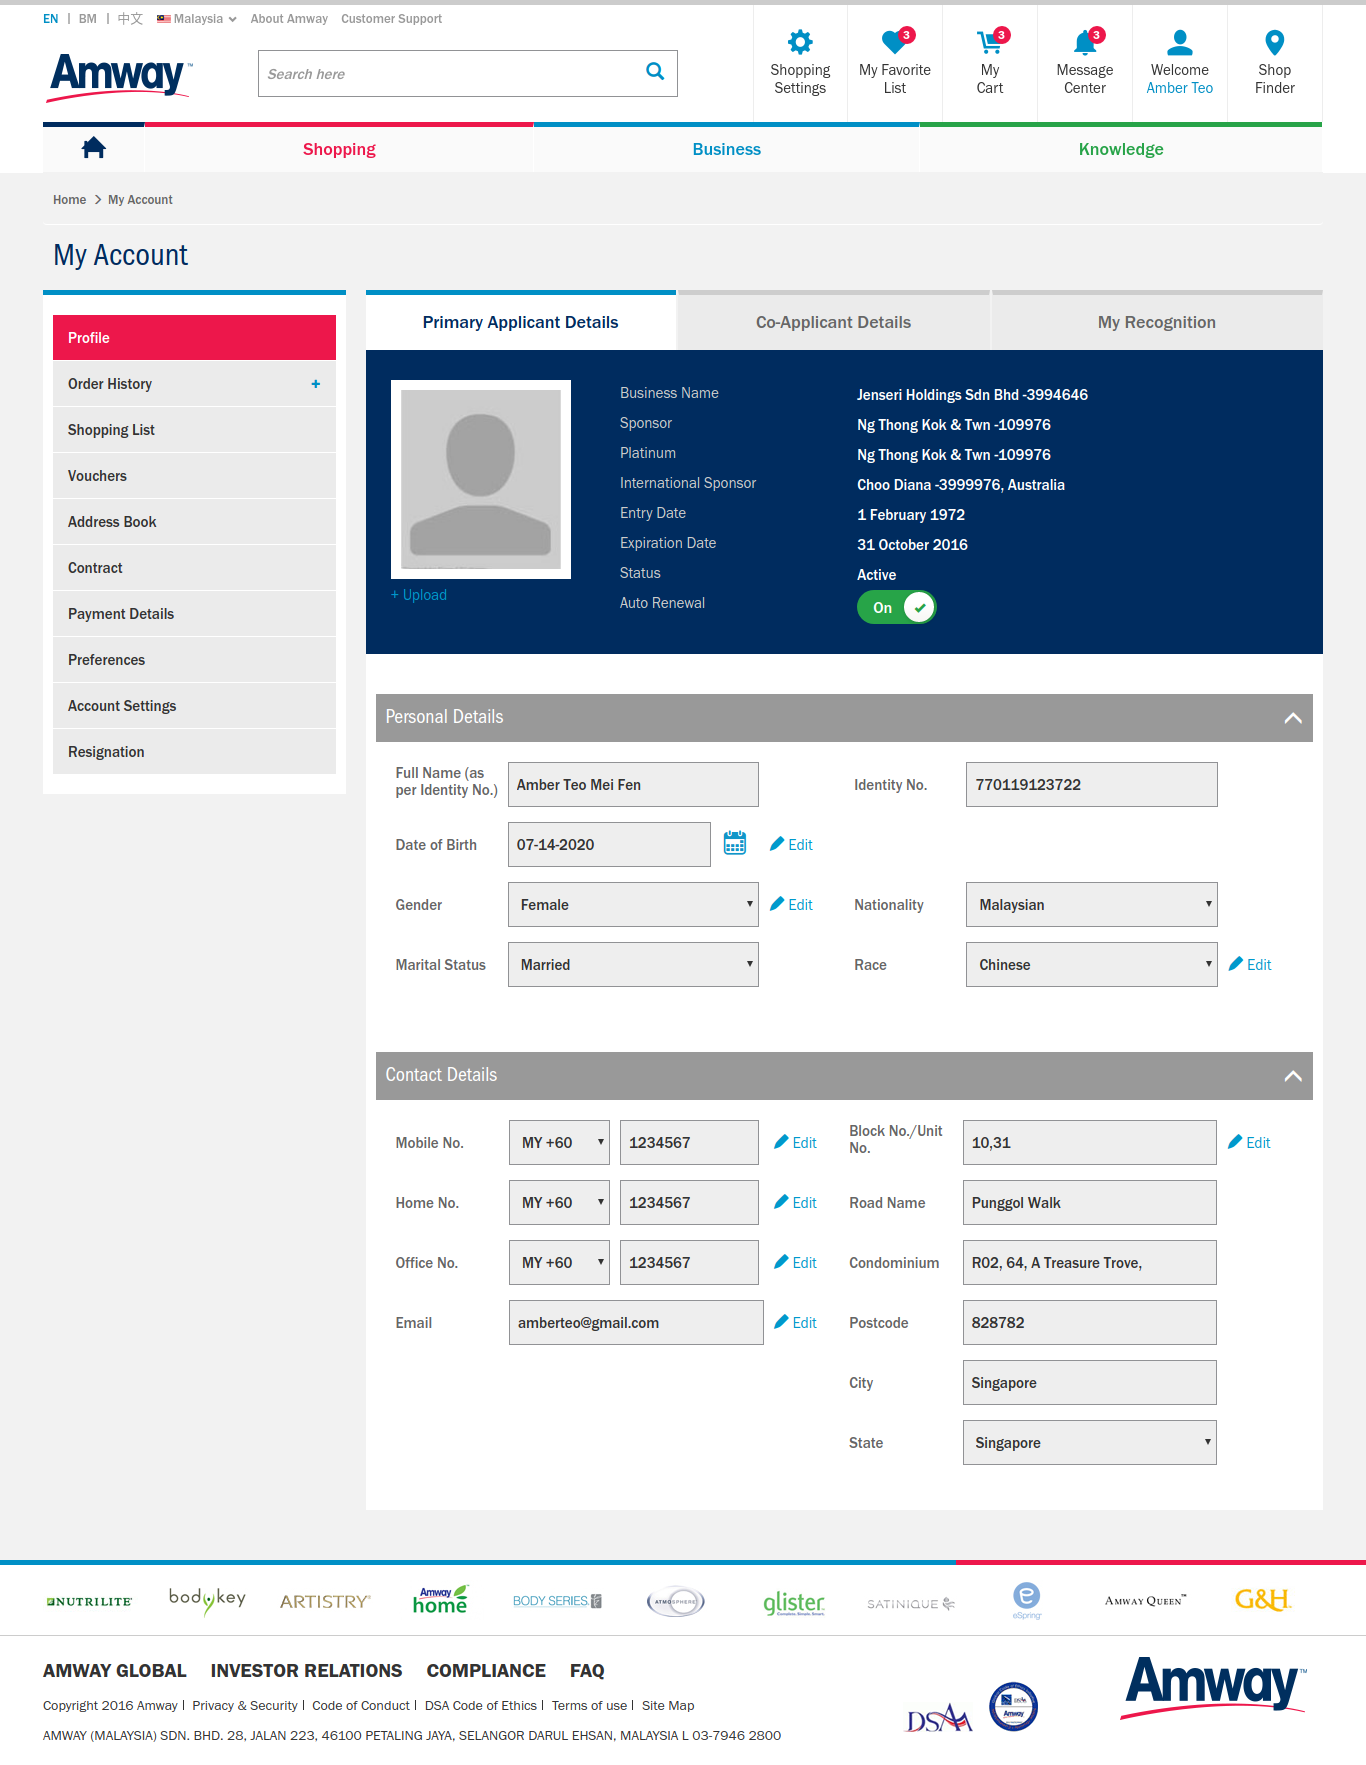 EN | BM | 中文 Malaysia About Amway Customer Support
Amway™
Search here
Shopping Settings
3
My Favorite List
3
My Cart
3
Message Center
Welcome Amber Teo
Shop Finder
Shopping
Business
Knowledge
Home > My Account
My Account
Profile
Order History +
Shopping List
Vouchers
Address Book
Contract
Payment Details
Preferences
Account Settings
Resignation
Primary Applicant Details
Co-Applicant Details
My Recognition
+ Upload
Business Name Jenseri Holdings Sdn Bhd -3994646
Sponsor Ng Thong Kok & Twn -109976
Platinum Ng Thong Kok & Twn -109976
International Sponsor Choo Diana -3999976, Australia
Entry Date 1 February 1972
Expiration Date 31 October 2016
Status Active
Auto Renewal On
Personal Details
Full Name (as
per Identity No.) Amber Teo Mei Fen
Identity No. 770119123722
Date of Birth 07-14-2020 Edit
Gender Female Edit
Nationality Malaysian
Marital Status Married
Race Chinese Edit
Contact Details
Mobile No. MY +60 1234567 Edit
Block No./Unit
No. 10,31 Edit
Home No. MY +60 1234567 Edit
Road Name Punggol Walk
Office No. MY +60 1234567 Edit
Condominium R02, 64, A Treasure Trove,
Email amberteo@gmail.com Edit
Postcode 828782
City Singapore
State Singapore
NUTRILITE
bodykey
ARTISTRY
Amway home
BODY SERIES
ATMOSPHERE
glister
SATINIQUE
eSpring
AMWAY QUEEN™
G&H
AMWAY GLOBAL INVESTOR RELATIONS COMPLIANCE FAQ
Copyright 2016 Amway | Privacy & Security | Code of Conduct | DSA Code of Ethics | Terms of use | Site Map
AMWAY (MALAYSIA) SDN. BHD. 28, JALAN 223, 46100 PETALING JAYA, SELANGOR DARUL EHSAN, MALAYSIA L 03-7946 2800
DSAM
Amway
Amway™